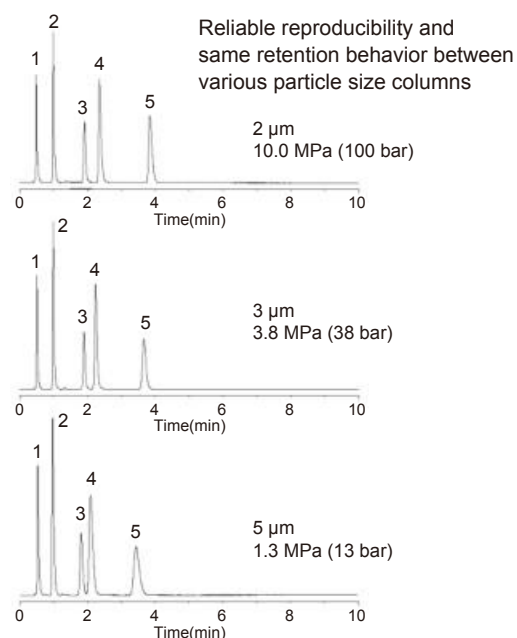 Reliable reproducibility and
same retention behavior between
various particle size columns
1
2
3
4
5
2 µm
10.0 MPa (100 bar)
0 2 4 6 8 10
Time(min)
1
2
3
4
5
3 µm
3.8 MPa (38 bar)
0 2 4 6 8 10
Time(min)
1
2
3
4
5
5 µm
1.3 MPa (13 bar)
0 2 4 6 8 10
Time(min)